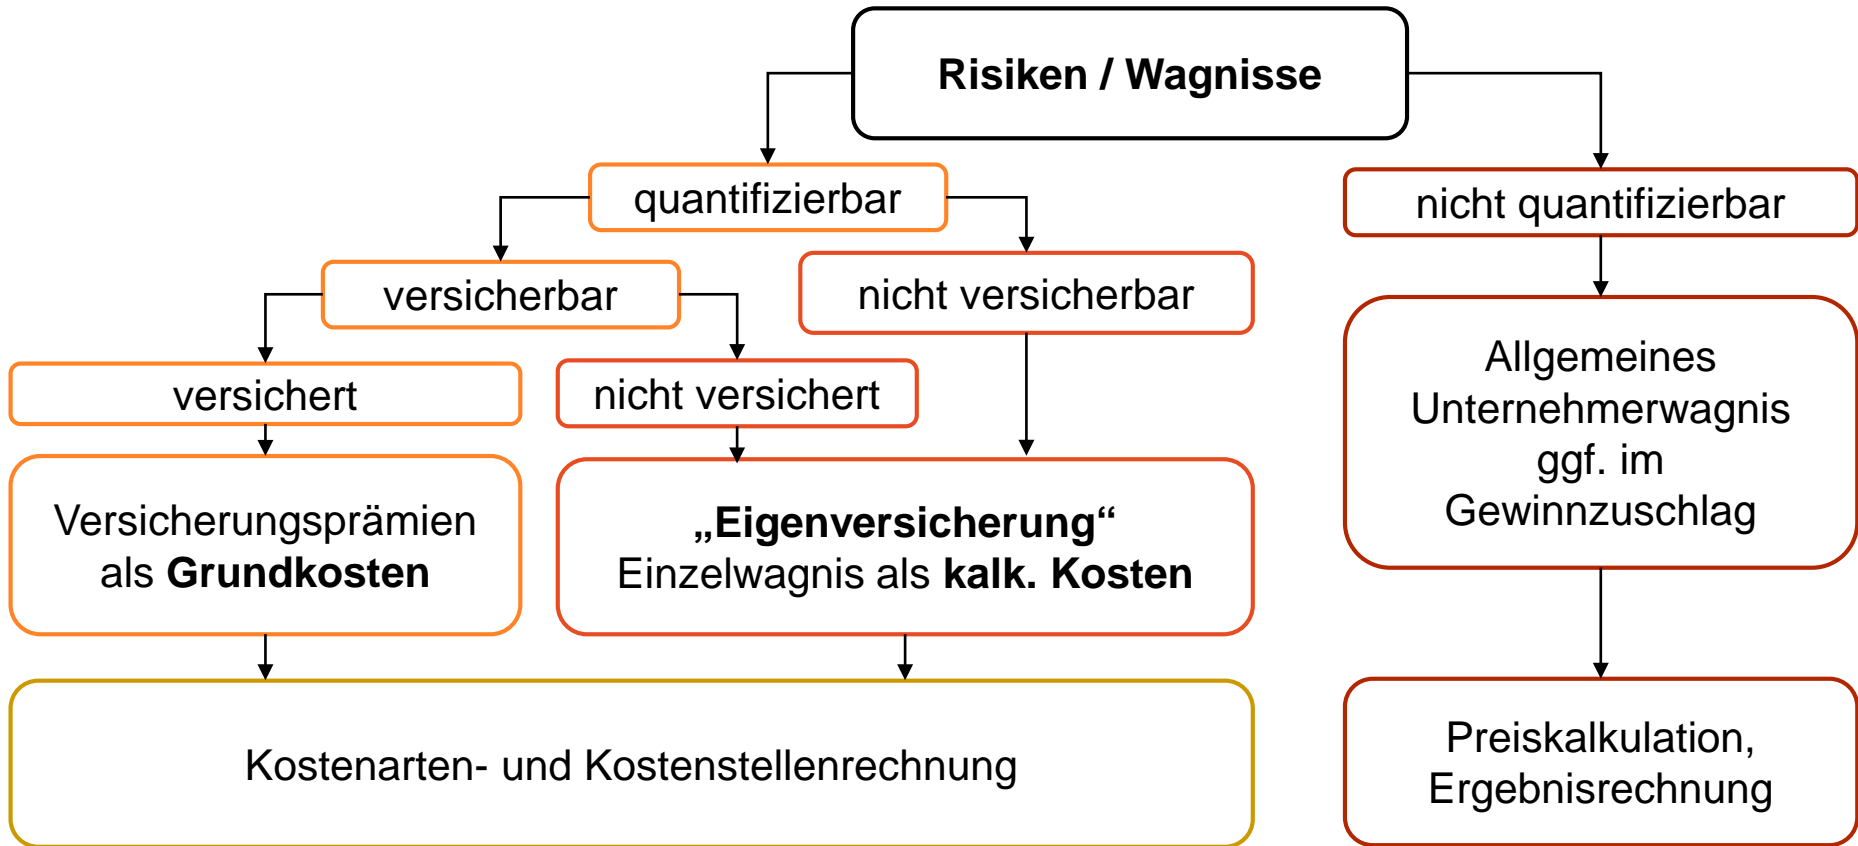 Risiken / Wagnisse
quantifizierbar
nicht quantifizierbar
versicherbar
nicht versicherbar
versichert
nicht versichert
Allgemeines
Unternehmerwagnis
ggf. im
Gewinnzuschlag
Versicherungsprämien
als Grundkosten
„Eigenversicherung“
Einzelwagnis als kalk. Kosten
Kostenarten- und Kostenstellenrechnung
Preiskalkulation,
Ergebnisrechnung